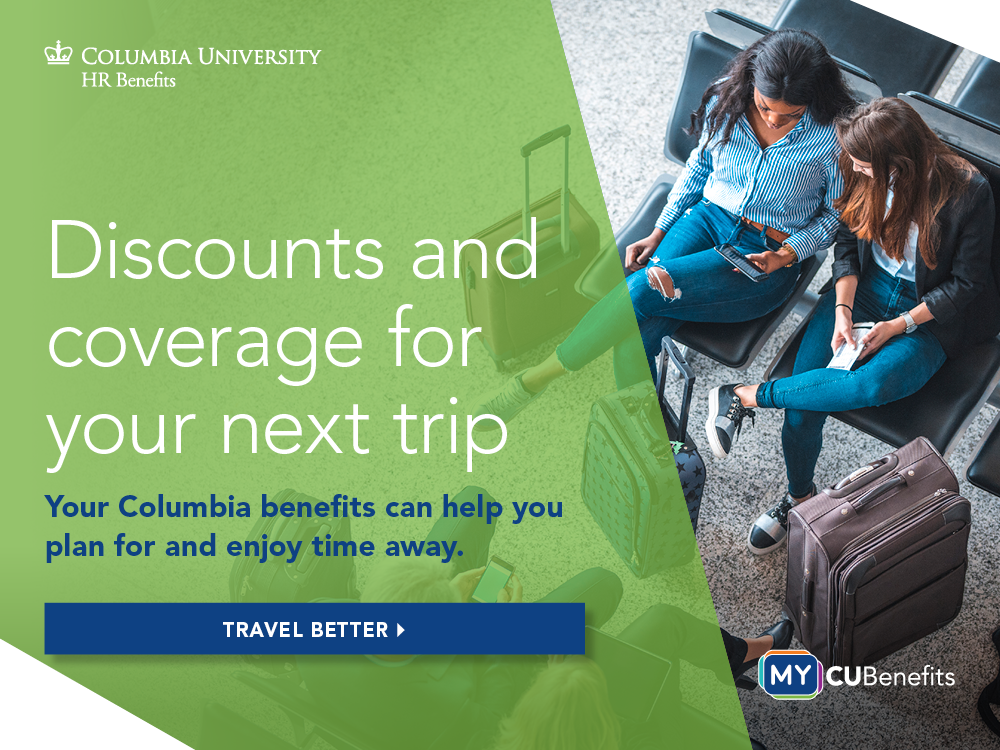 COLUMBIA UNIVERSITY
HR Benefits
Discounts and
coverage for
your next trip
Your Columbia benefits can help you
plan for and enjoy time away.
TRAVEL BETTER
MY CUBenefits